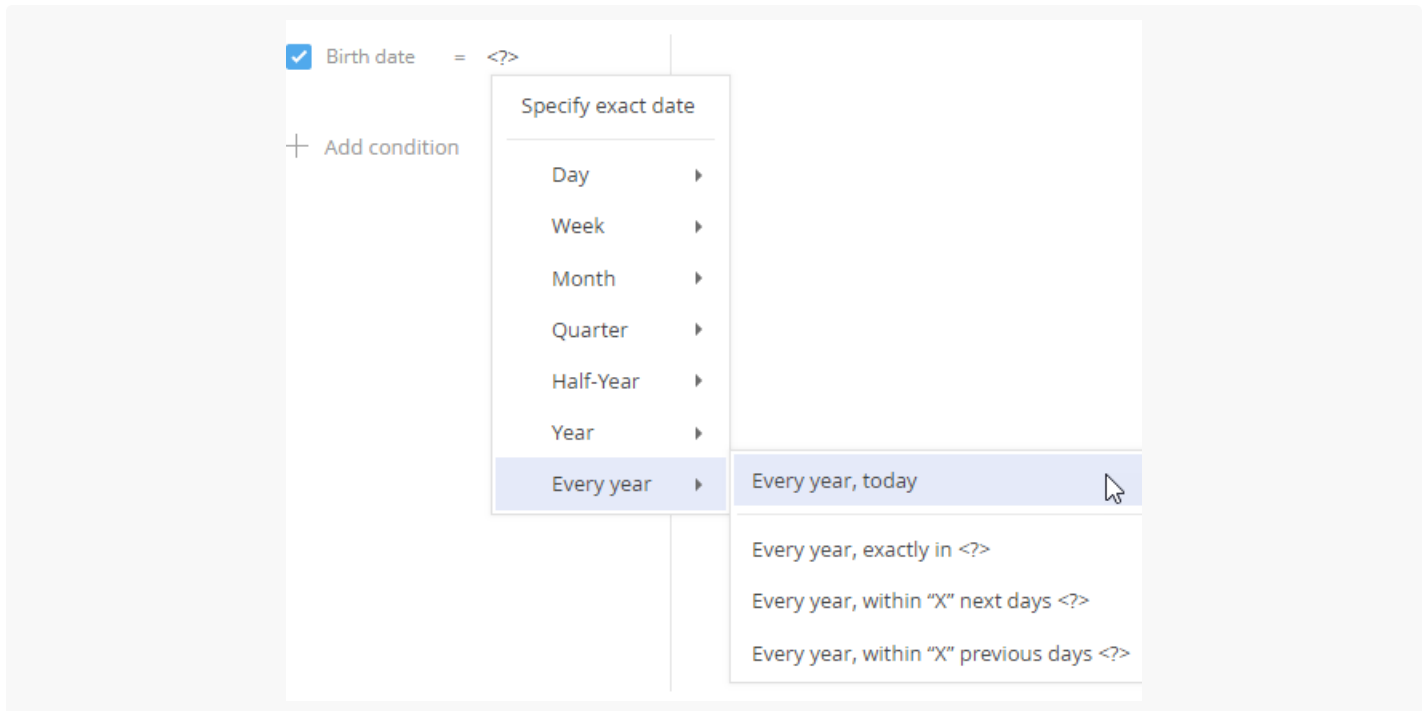 Birth date = <?>
Specify exact date
Add condition
Day
Week
Month
Quarter
Half-Year
Year
Every year
Every year, today
Every year, exactly in <?>
Every year, within “X” next days <?>
Every year, within “X” previous days <?>